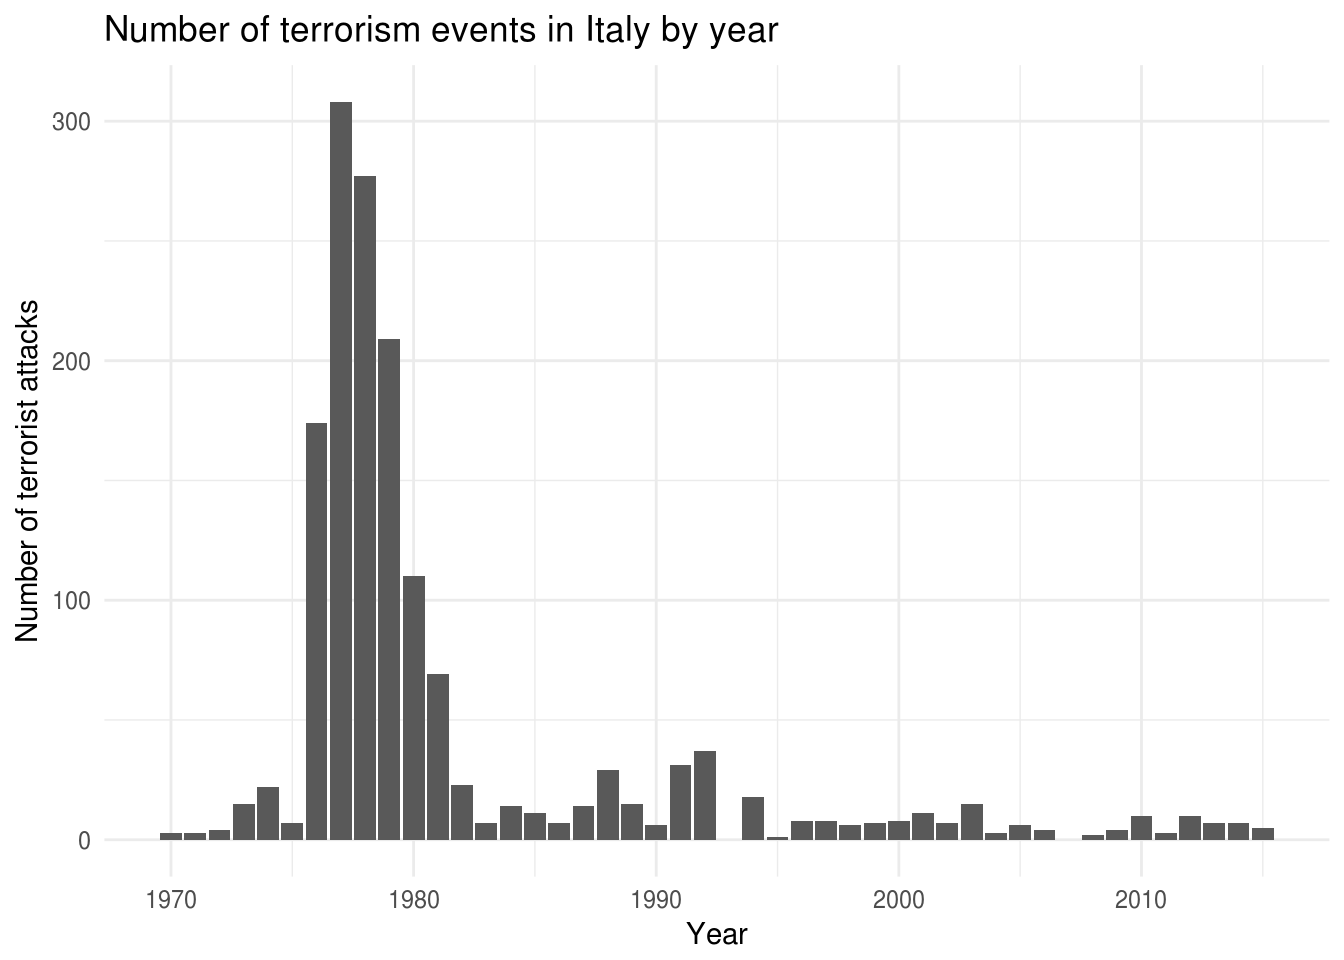 Number of terrorism events in Italy by year
Number of terrorist attacks
300
200
100
0
1970 1980 1990 2000 2010
Year